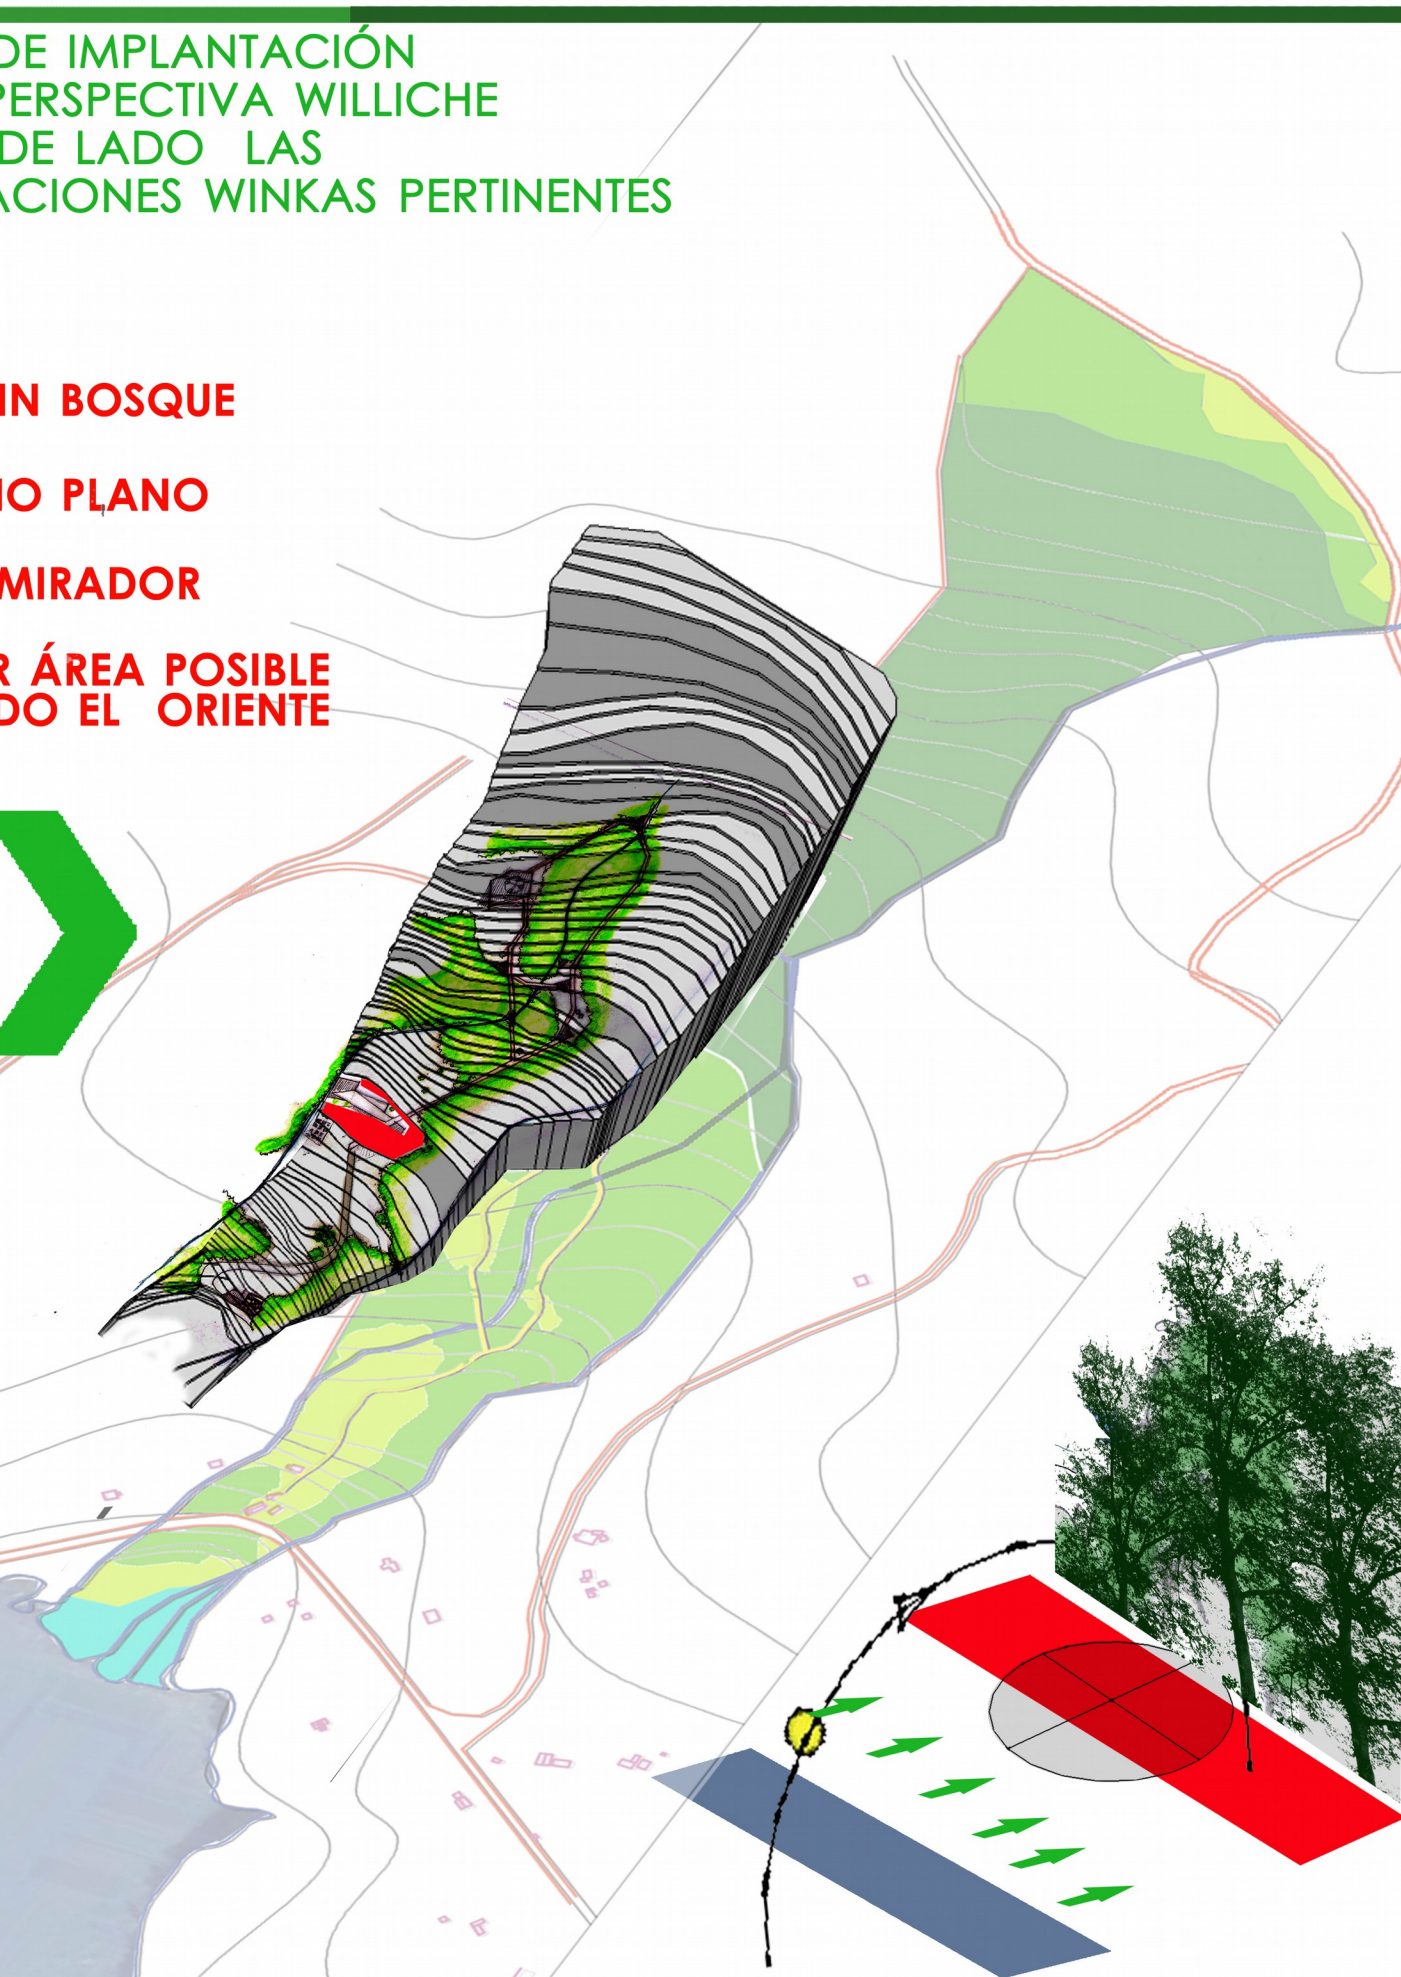 DE IMPLANTACIÓN
PERSPECTIVA WILLICHE
DE LADO LAS
ACIONES WINKAS PERTINENTES
IN BOSQUE
IO PLANO
MIRADOR
R ÁREA POSIBLE
DO EL ORIENTE